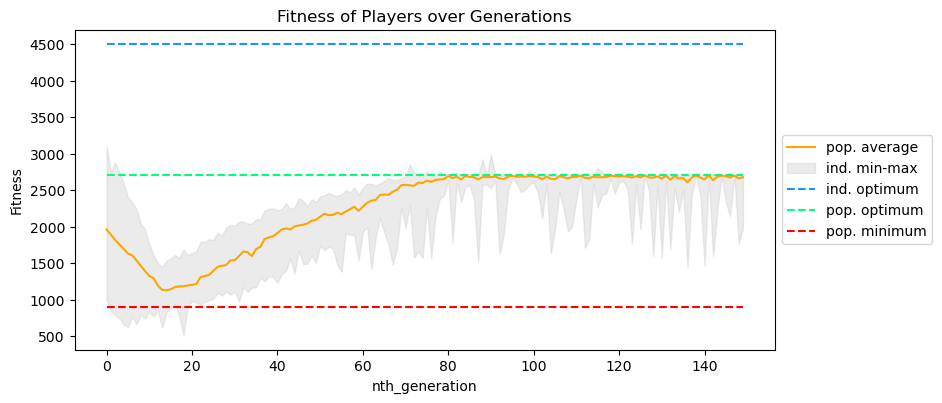 Fitness of Players over Generations
Fitness
4500
4000
3500
3000
2500
2000
1500
1000
500
0
20
40
60
80
100
120
140
nth_generation
pop. average
ind. min-max
ind. optimum
pop. optimum
pop. minimum